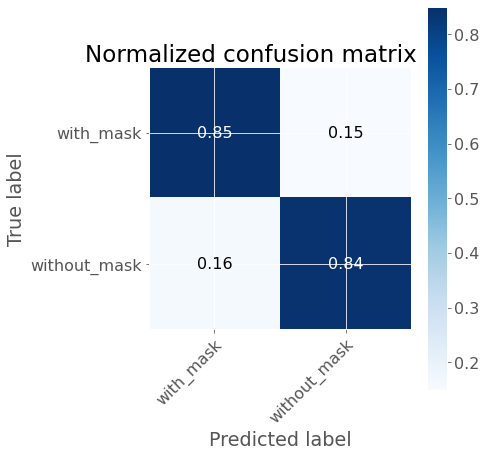 Normalized confusion matrix
True label
with_mask
0.85 0.15
without_mask
0.16 0.84
with_mask
without_mask
Predicted label
0.8
0.7
0.6
0.5
0.4
0.3
0.2